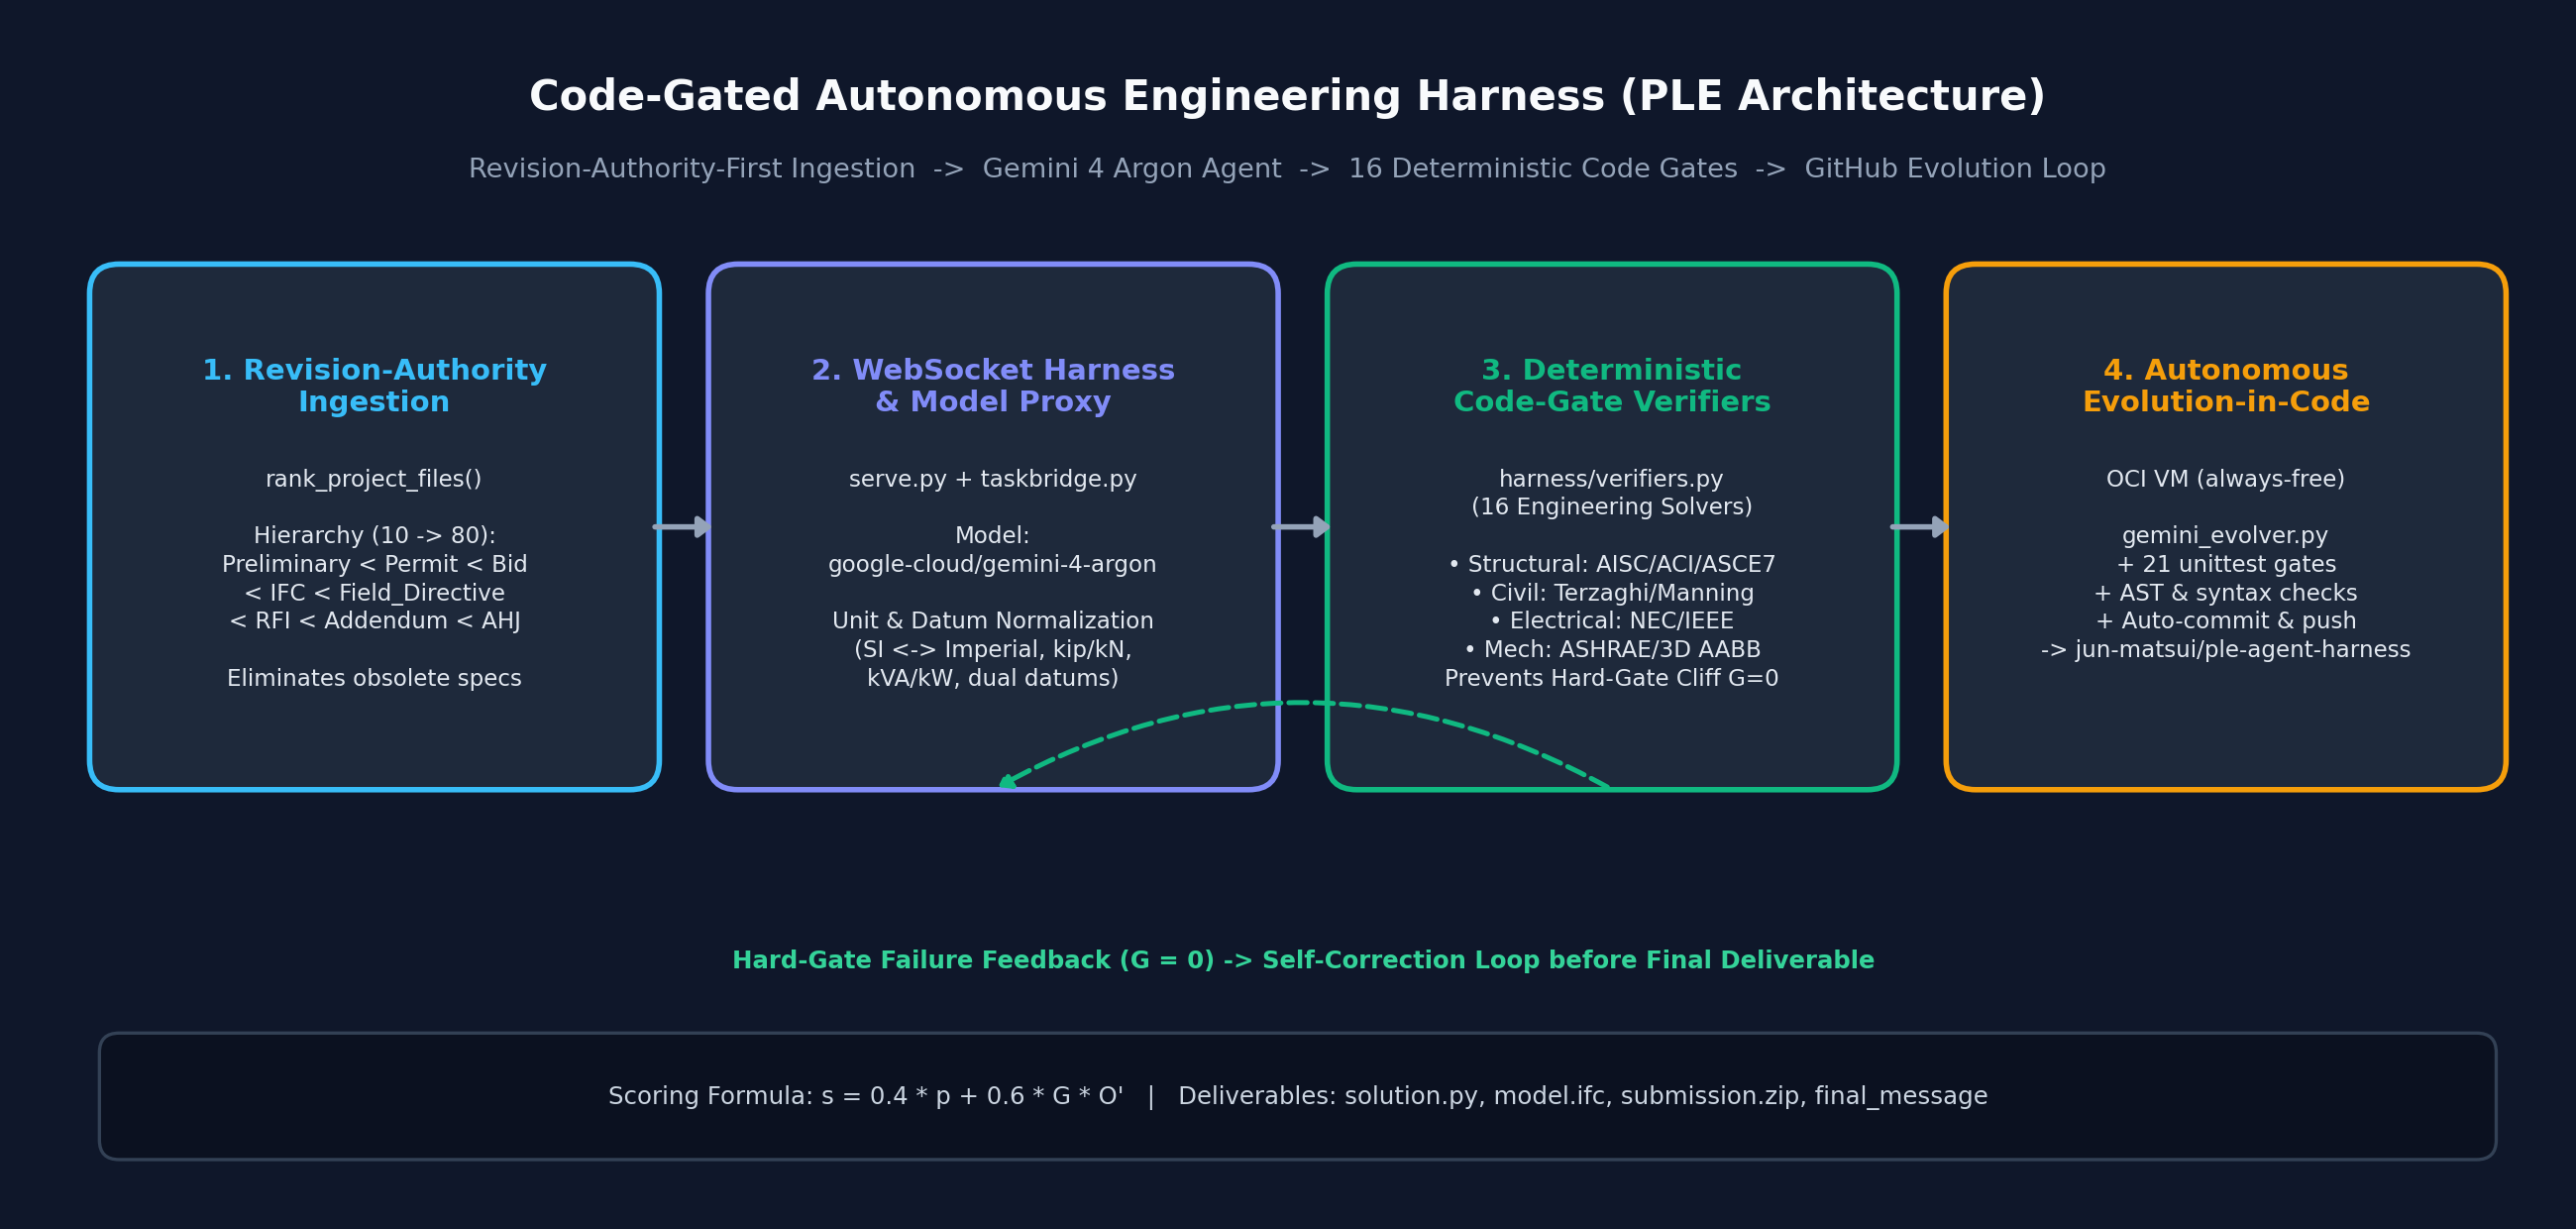 Code-Gated Autonomous Engineering Harness (PLE Architecture)
Revision-Authority-First Ingestion -> Gemini 4 Argon Agent -> 16 Deterministic Code Gates -> GitHub Evolution Loop
1. Revision-Authority
Ingestion
rank_project_files()
Hierarchy (10 -> 80):
Preliminary < Permit < Bid
< IFC < Field_Directive
< RFI < Addendum < AHJ
Eliminates obsolete specs
2. WebSocket Harness
& Model Proxy
serve.py + taskbridge.py
Model:
google-cloud/gemini-4-argon
Unit & Datum Normalization
(SI <-> Imperial, kip/kN,
kVA/kW, dual datums)
3. Deterministic
Code-Gate Verifiers
harness/verifiers.py
(16 Engineering Solvers)
• Structural: AISC/ACI/ASCE7
• Civil: Terzaghi/Manning
• Electrical: NEC/IEEE
• Mech: ASHRAE/3D AABB
Prevents Hard-Gate Cliff G=0
4. Autonomous
Evolution-in-Code
OCI VM (always-free)
gemini_evolver.py
+ 21 unittest gates
+ AST & syntax checks
+ Auto-commit & push
-> jun-matsui/ple-agent-harness
Hard-Gate Failure Feedback (G = 0) -> Self-Correction Loop before Final Deliverable
Scoring Formula: s = 0.4 * p + 0.6 * G * O' | Deliverables: solution.py, model.ifc, submission.zip, final_message